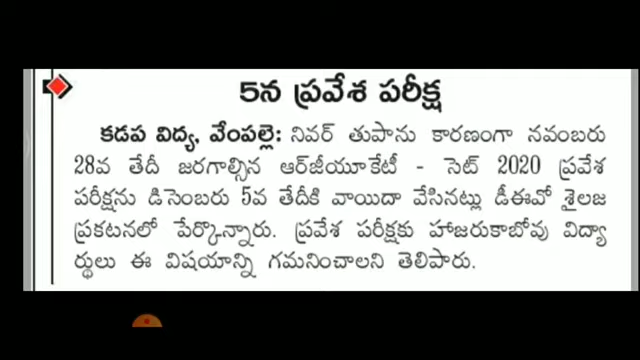 5న ప్రవేశ పరీక్ష
కడప విద్య, వేంపల్లె: నివర్ తుపాను కారణంగా నవంబరు
28వ తేదీ జరగాల్సిన ఆర్‌జీయూకేటీ - సెట్ 2020 ప్రవేశ
పరీక్షను డిసెంబరు 5వ తేదీకి వాయిదా వేసినట్లు డీఈవో శైలజ
ప్రకటనలో పేర్కొన్నారు. ప్రవేశ పరీక్షకు హాజరుకాబోవు విద్యా
ర్థులు ఈ విషయాన్ని గమనించాలని తెలిపారు.